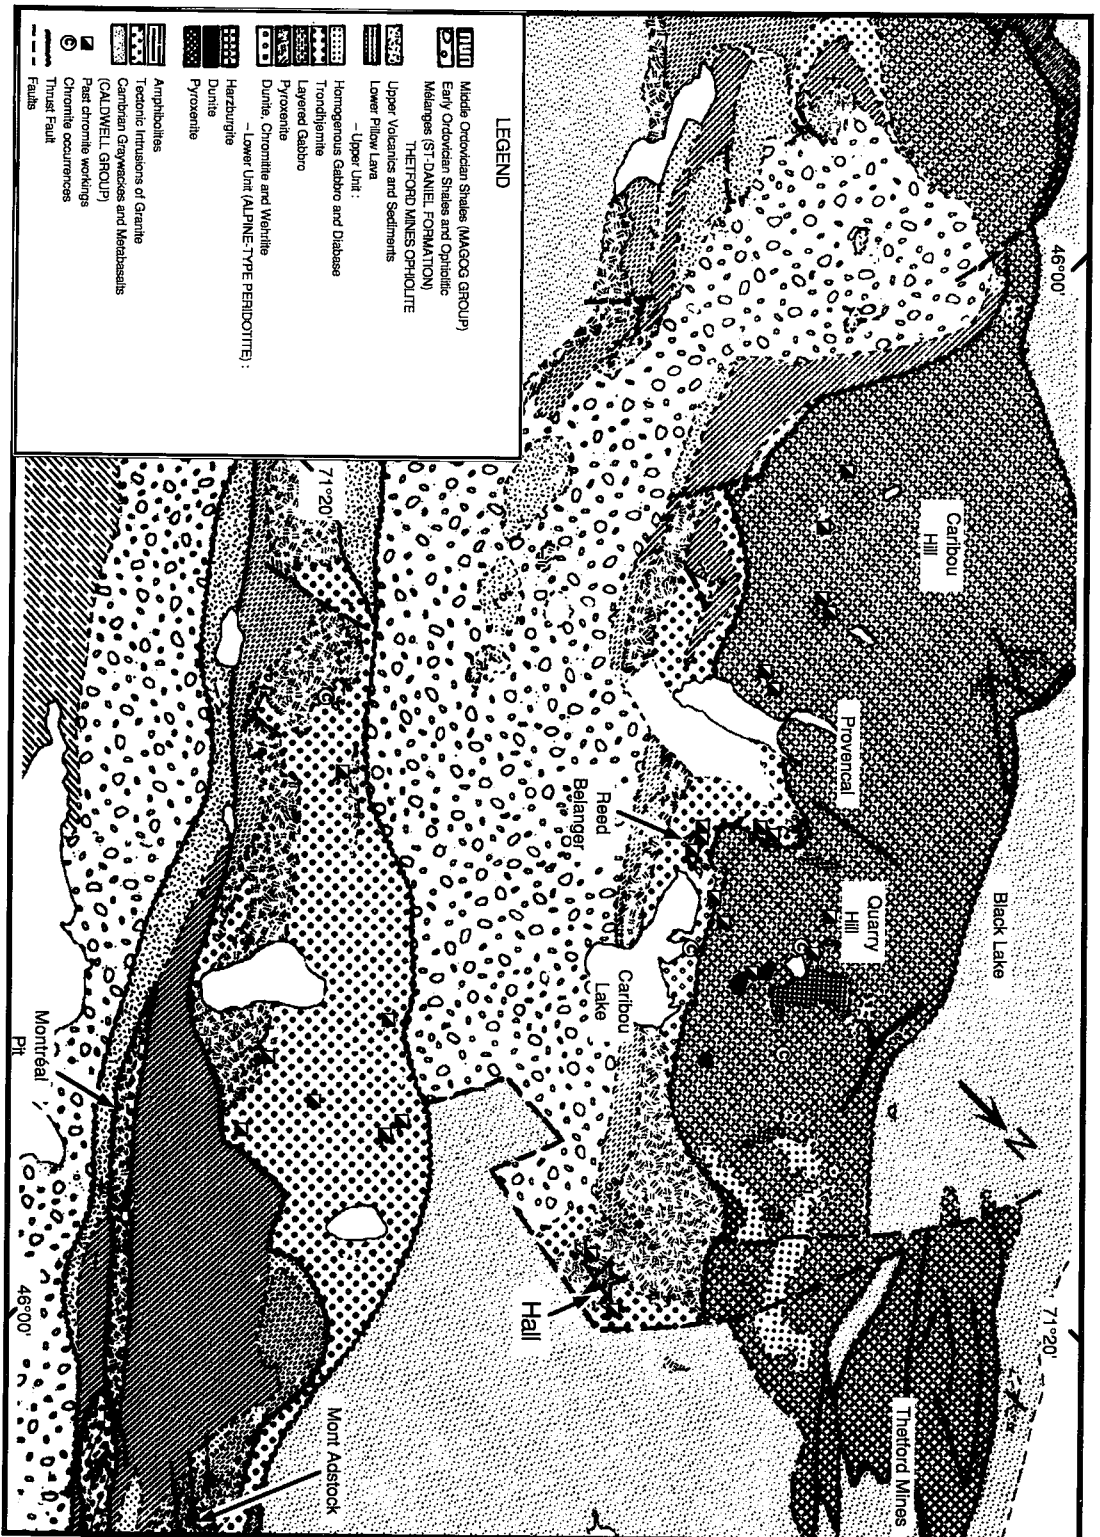 LEGEND
Middle Ordovician Shales (MAGOG GROUP)
Early Ordovician Shales and Ophiolitic
Mélanges (ST-DANIEL FORMATION)
THETFORD MINES OPHIOLITE
Upper Volcanics and Sediments
Lower Pillow Lava
– Upper Unit :
Homogenous Gabbro and Diabase
Trondhjemite
Layered Gabbro
Pyroxenite
Dunite, Chromitite and Wehrlite
– Lower Unit (ALPINE-TYPE PERIDOTITE) :
Harzburgite
Dunite
Pyroxenite
Amphibolites
Tectonic Intrusions of Granite
Cambrian Graywackes and Metabasalts
(CALDWELL GROUP)
Past chromite workings
© Chromite occurrences
Thrust Fault
Faults
46°00'
Caribou
Hill
Provencal
Black Lake
Quarry
Hill
Reed
Belanger
Caribou
Lake
N
71°20'
Thetford Mines
Hall
71°20'
Montréal
Pit
46°00'
Mont Adstock